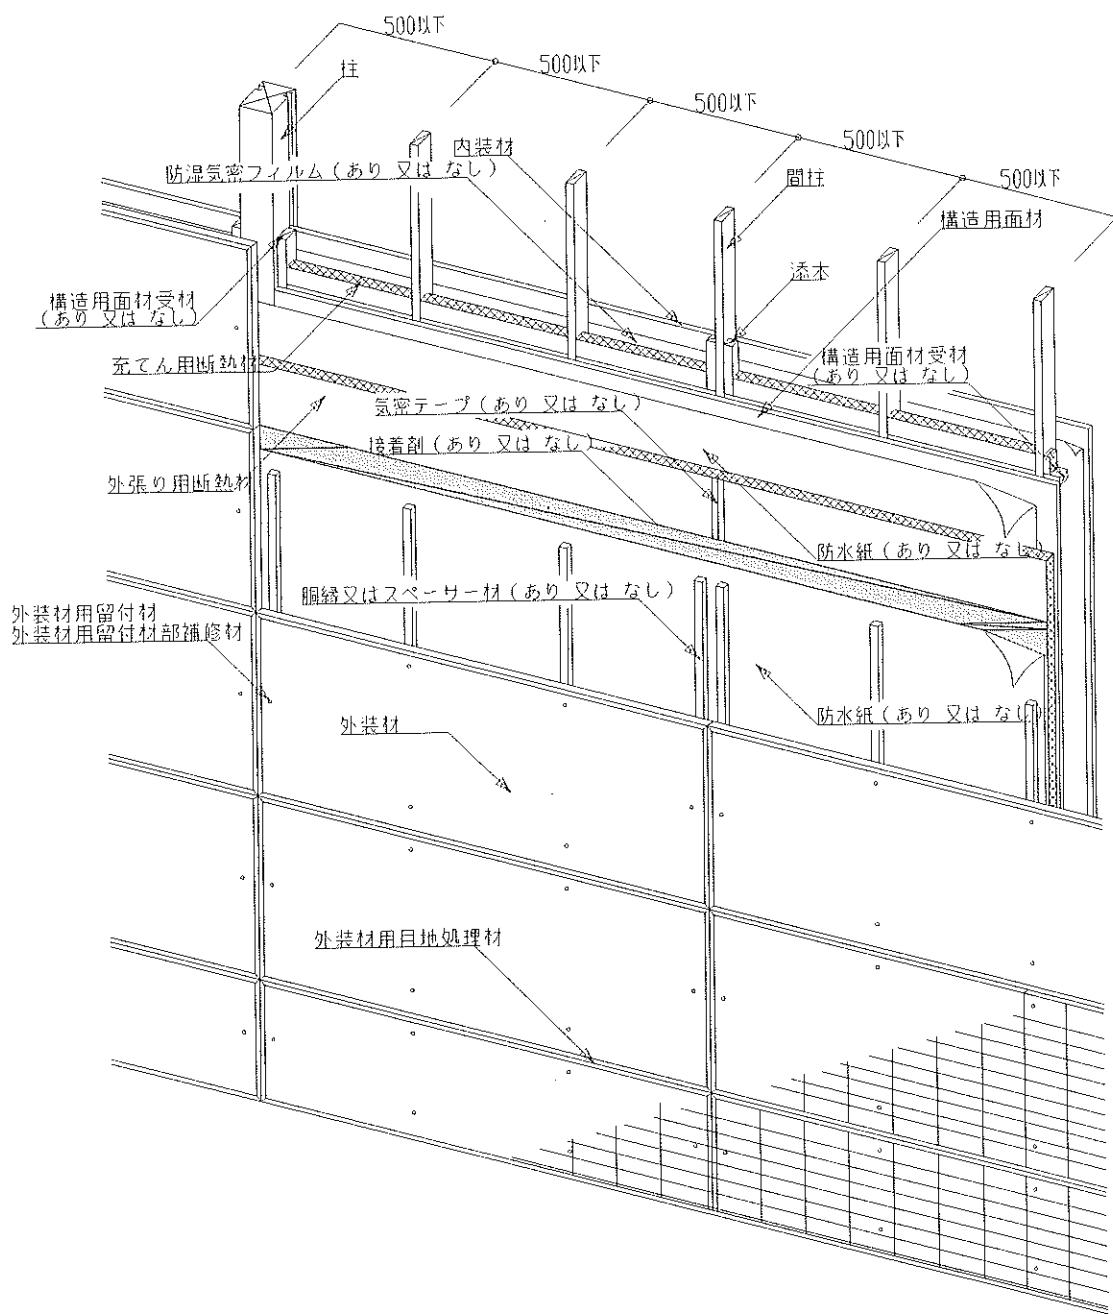 500以下
500以下
500以下
500以下
500以下
柱
内装材
防湿気密フィルム(あり 又は なし)
間柱
構造用面材
添木
構造用面材受材
(あり 又は なし)
構造用面材受材
(あり 又は なし)
充てん用断熱材
気密テープ(あり 又は なし)
接着剤(あり 又は なし)
外張り用断熱材
防水紙(あり 又は なし)
胴縁又はスペーサー材(あり 又は なし)
外装材用留付材
外装材用留付材部補修材
防水紙(あり 又は なし)
外装材
外装材用目地処理材